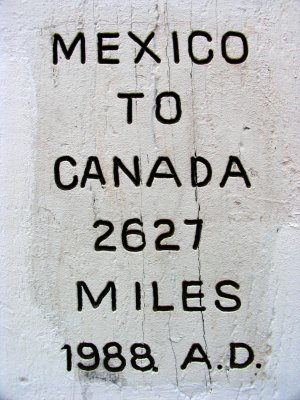 MEXICO
TO
CANADA
2627
MILES
1988. A.D.